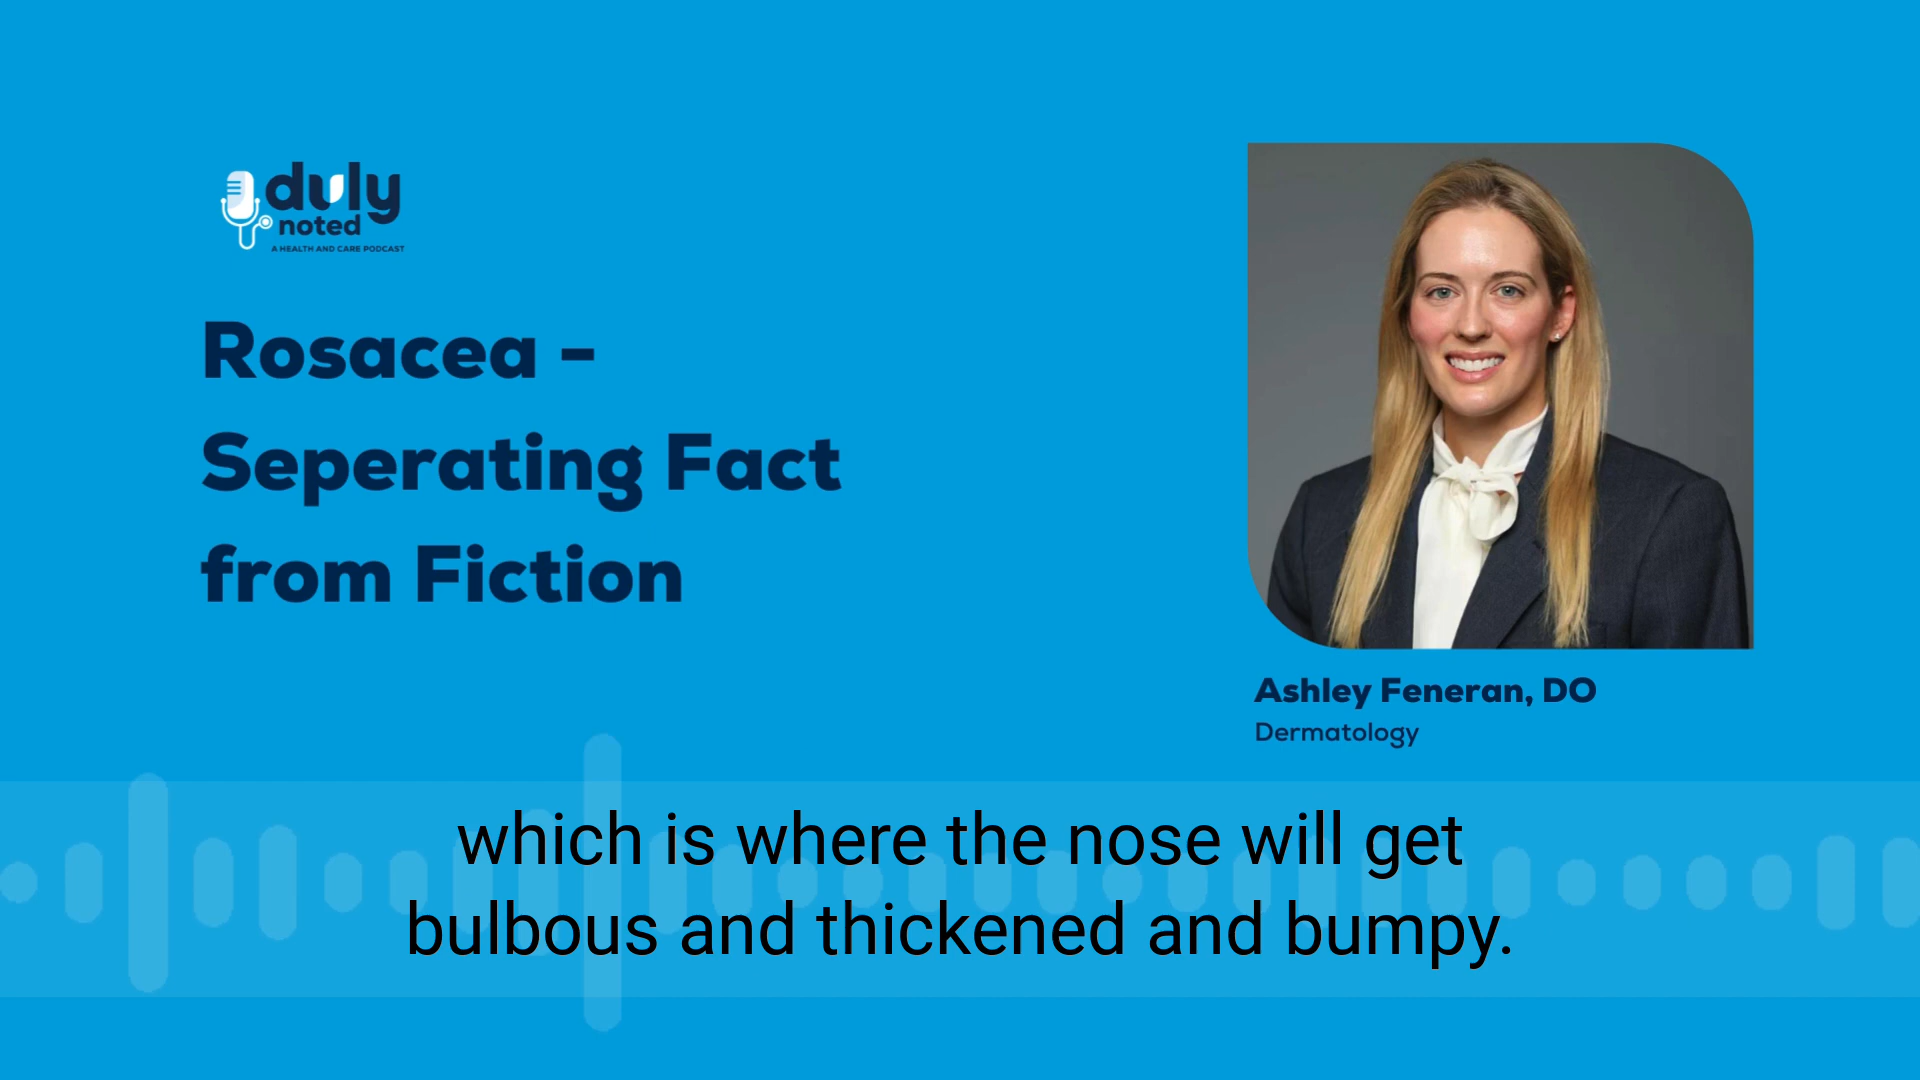 duly
noted
A HEALTH AND CARE PODCAST
Rosacea -
Seperating Fact
from Fiction
Ashley Feneran, DO
Dermatology
which is where the nose will get
bulbous and thickened and bumpy.